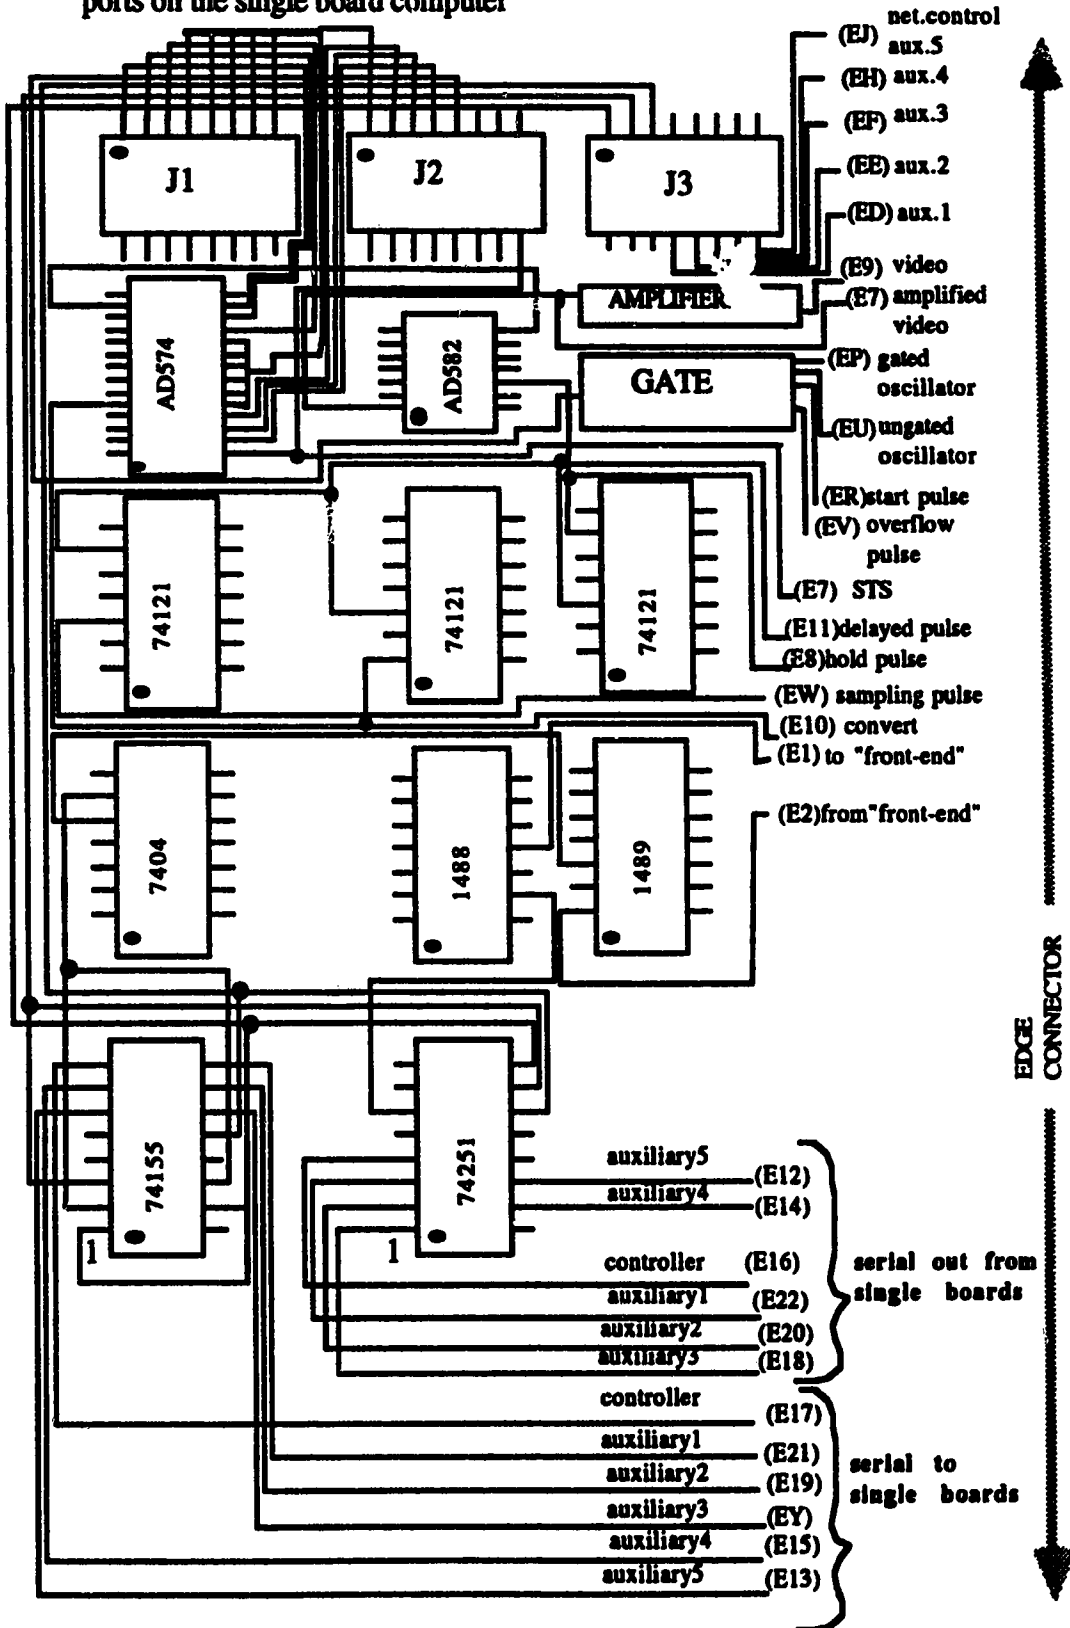 ports on the single board computer
net.control
(EJ) aux.5
(EH) aux.4
(EF) aux.3
(EE) aux.2
(ED) aux.1
J1
J2
J3
(E9) video
AMPLIFIER
(E7) amplified
video
AD574
AD582
GATE
(EP) gated
oscillator
(EU) ungated
oscillator
(ER) start pulse
(EV) overflow
pulse
74121
74121
74121
(E7) STS
(E11) delayed pulse
(E8) hold pulse
(EW) sampling pulse
(E10) convert
(E1) to "front-end"
(E2) from "front-end"
7404
1488
1489
EDGE
CONNECTOR
74155
74251
1
1
auxiliary5 (E12)
auxiliary4 (E14)
controller (E16)
auxiliary1 (E22)
auxiliary2 (E20)
auxiliary3 (E18)
serial out from
single boards
controller (E17)
auxiliary1 (E21)
auxiliary2 (E19)
auxiliary3 (EY)
auxiliary4 (E15)
auxiliary5 (E13)
serial to
single boards